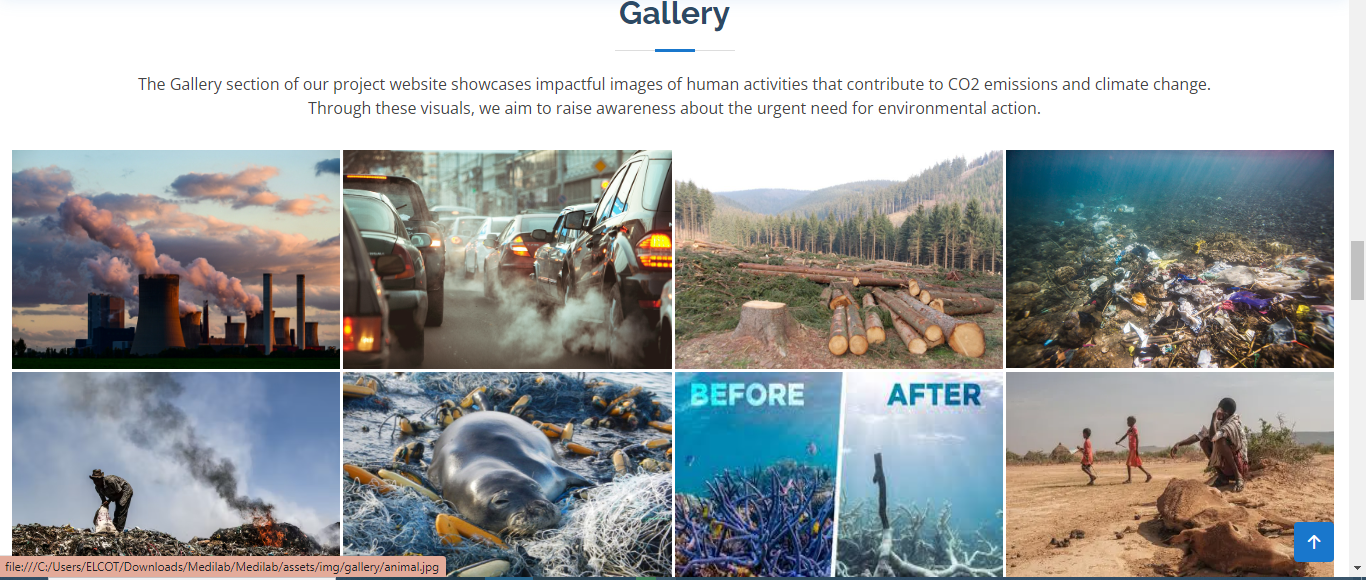 Gallery
The Gallery section of our project website showcases impactful images of human activities that contribute to CO2 emissions and climate change.
Through these visuals, we aim to raise awareness about the urgent need for environmental action.
BEFORE
AFTER
file:///C:/Users/ELCOT/Downloads/Medilab/Medilab/assets/img/gallery/animal.jpg